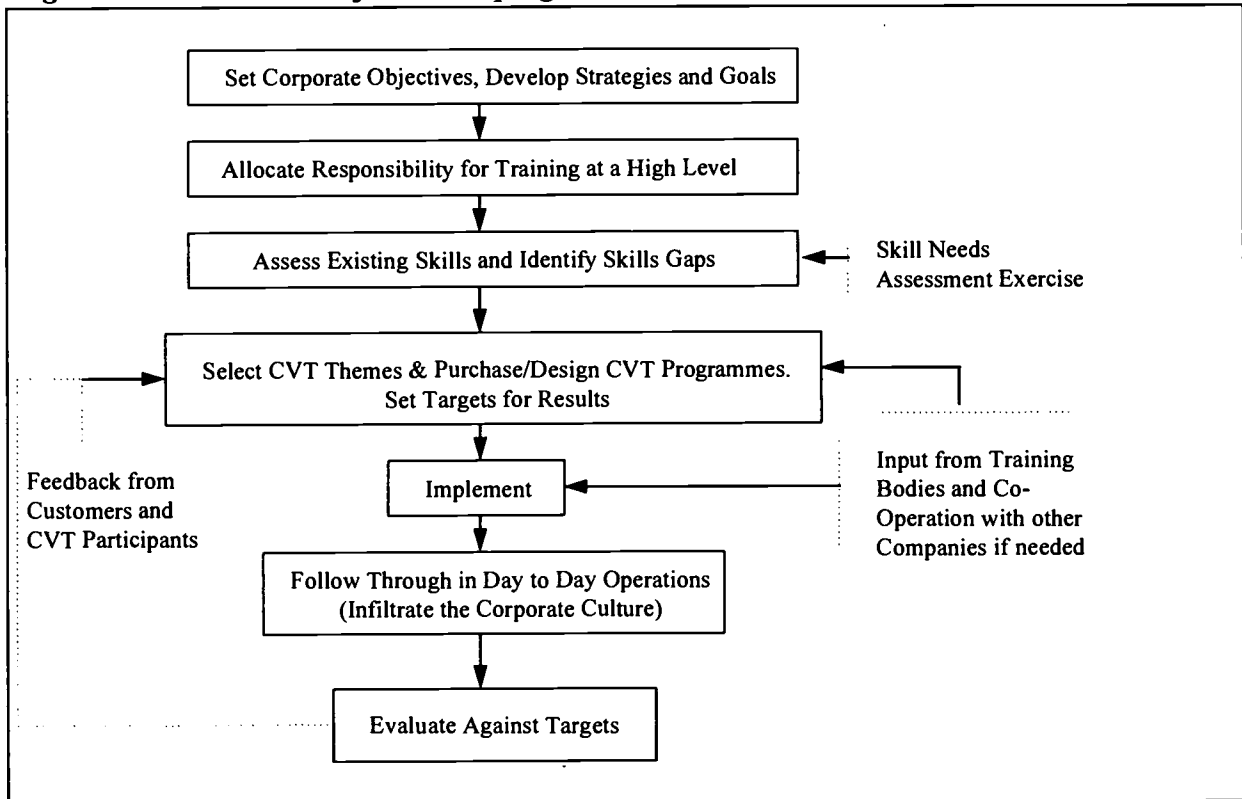 Set Corporate Objectives, Develop Strategies and Goals
Allocate Responsibility for Training at a High Level
Assess Existing Skills and Identify Skills Gaps
Skill Needs
Assessment Exercise
Select CVT Themes & Purchase/Design CVT Programmes.
Set Targets for Results
Feedback from
Customers and
CVT Participants
Implement
Input from Training
Bodies and Co-
Operation with other
Companies if needed
Follow Through in Day to Day Operations
(Infiltrate the Corporate Culture)
Evaluate Against Targets